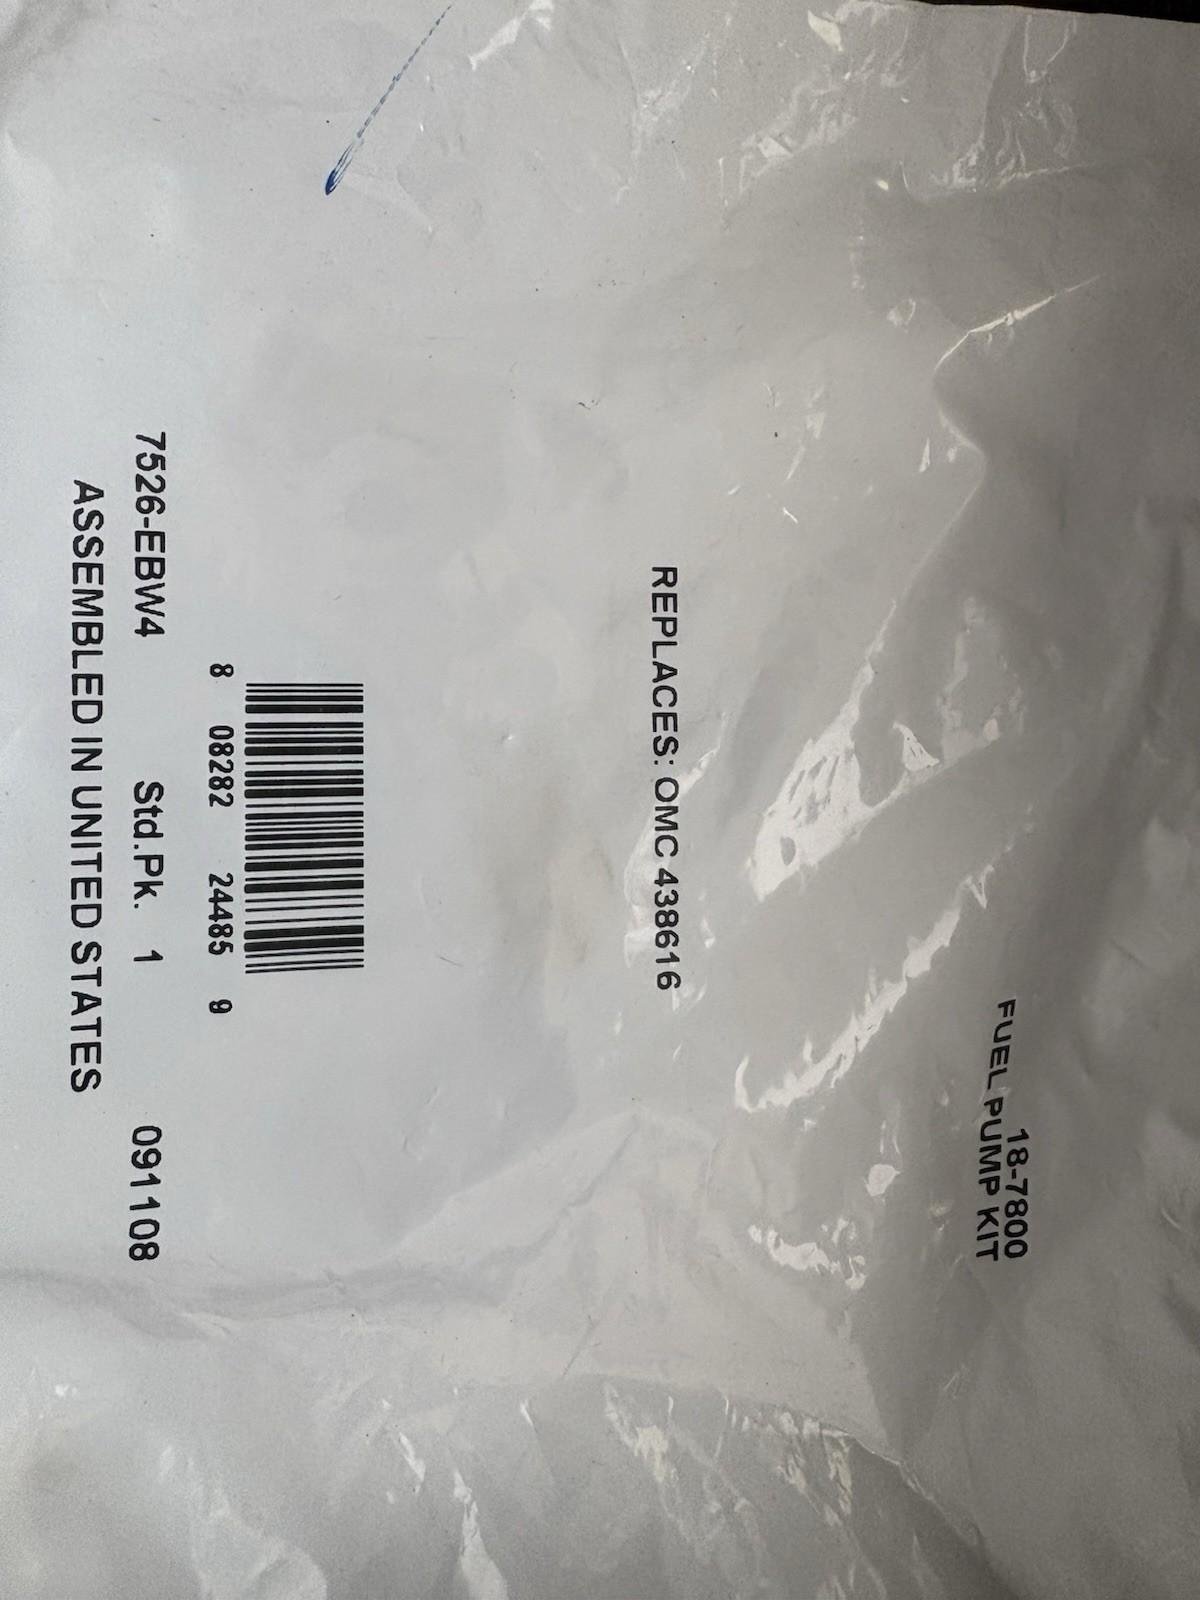 18-7800
FUEL PUMP KIT
REPLACES: OMC 438616
8 08282 24485 9
7526-EBW4 Std.Pk. 1 091108
ASSEMBLED IN UNITED STATES